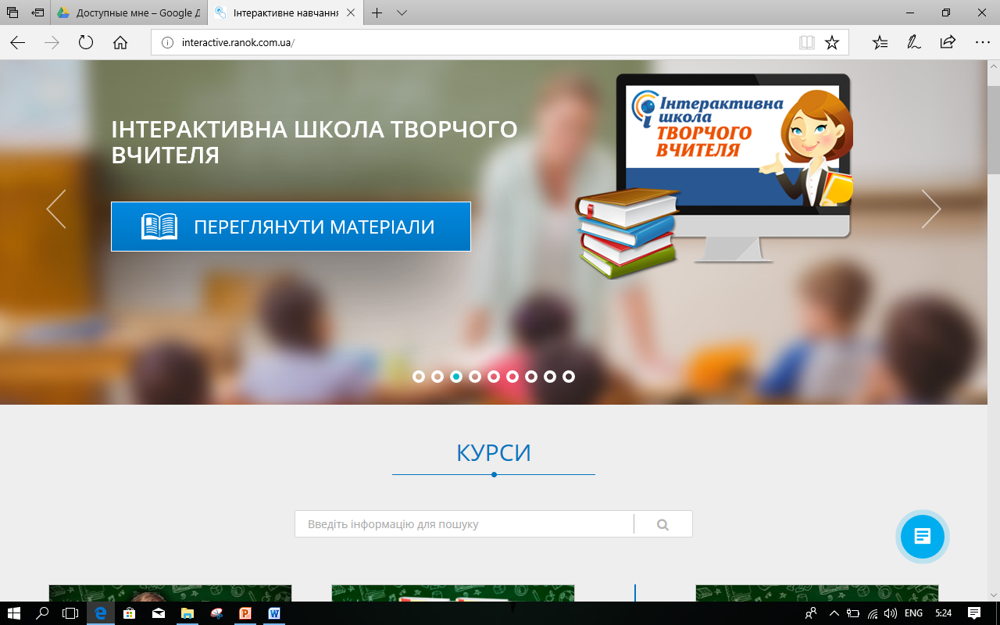 Доступные мне – Google Д
Інтерактивне навчання
interactive.ranok.com.ua/
ІНТЕРАКТИВНА ШКОЛА ТВОРЧОГО
ВЧИТЕЛЯ
ПЕРЕГЛЯНУТИ МАТЕРІАЛИ
Інтерактивна
школа
ТВОРЧОГО
ВЧИТЕЛЯ
КУРСИ
Введіть інформацію для пошуку
ENG
5:24